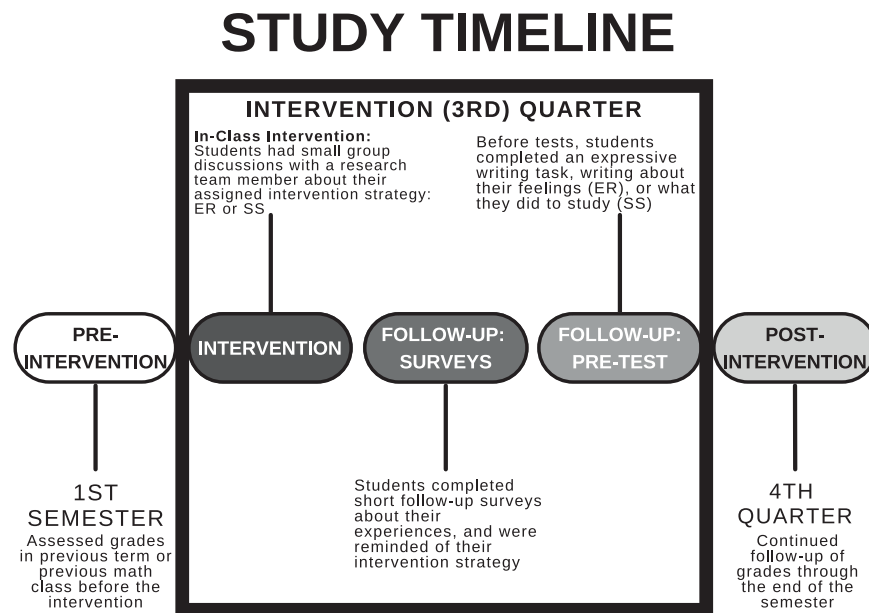 STUDY TIMELINE
INTERVENTION (3RD) QUARTER
In-Class Intervention:
Students had small group
discussions with a research
team member about their
assigned intervention strategy:
ER or SS
Before tests, students
completed an expressive
writing task, writing about
their feelings (ER), or what
they did to study (SS)
PRE-
INTERVENTION
INTERVENTION
FOLLOW-UP:
SURVEYS
FOLLOW-UP:
PRE-TEST
POST-
INTERVENTION
1ST
SEMESTER
Assessed grades
in previous term or
previous math
class before the
intervention
Students completed
short follow-up surveys
about their
experiences, and were
reminded of their
intervention strategy
4TH
QUARTER
Continued
follow-up of
grades through
the end of the
semester